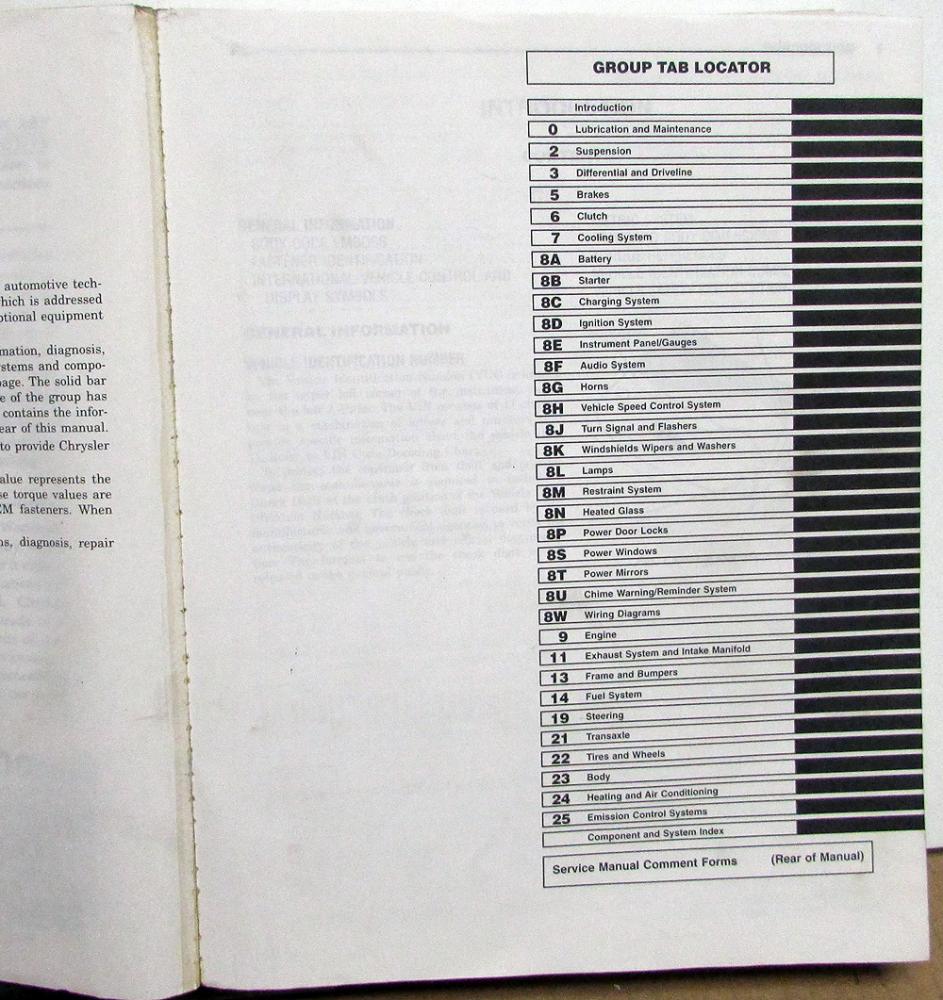 automotive tech-
hich is addressed
ptional equipment
mation, diagnosis,
stems and compo-
page. The solid bar
e of the group has
contains the infor-
ear of this manual.
to provide Chrysler
alue represents the
se torque values are
EM fasteners. When
ns, diagnosis, repair
GROUP TAB LOCATOR
Introduction
0 Lubrication and Maintenance
2 Suspension
3 Differential and Driveline
5 Brakes
6 Clutch
7 Cooling System
8A Battery
8B Starter
8C Charging System
8D Ignition System
8E Instrument Panel/Gauges
8F Audio System
8G Horns
8H Vehicle Speed Control System
8J Turn Signal and Flashers
8K Windshields Wipers and Washers
8L Lamps
8M Restraint System
8N Heated Glass
8P Power Door Locks
8S Power Windows
8T Power Mirrors
8U Chime Warning/Reminder System
8W Wiring Diagrams
9 Engine
11 Exhaust System and Intake Manifold
13 Frame and Bumpers
14 Fuel System
19 Steering
21 Transaxle
22 Tires and Wheels
23 Body
24 Heating and Air Conditioning
25 Emission Control Systems
Component and System Index
Service Manual Comment Forms (Rear of Manual)